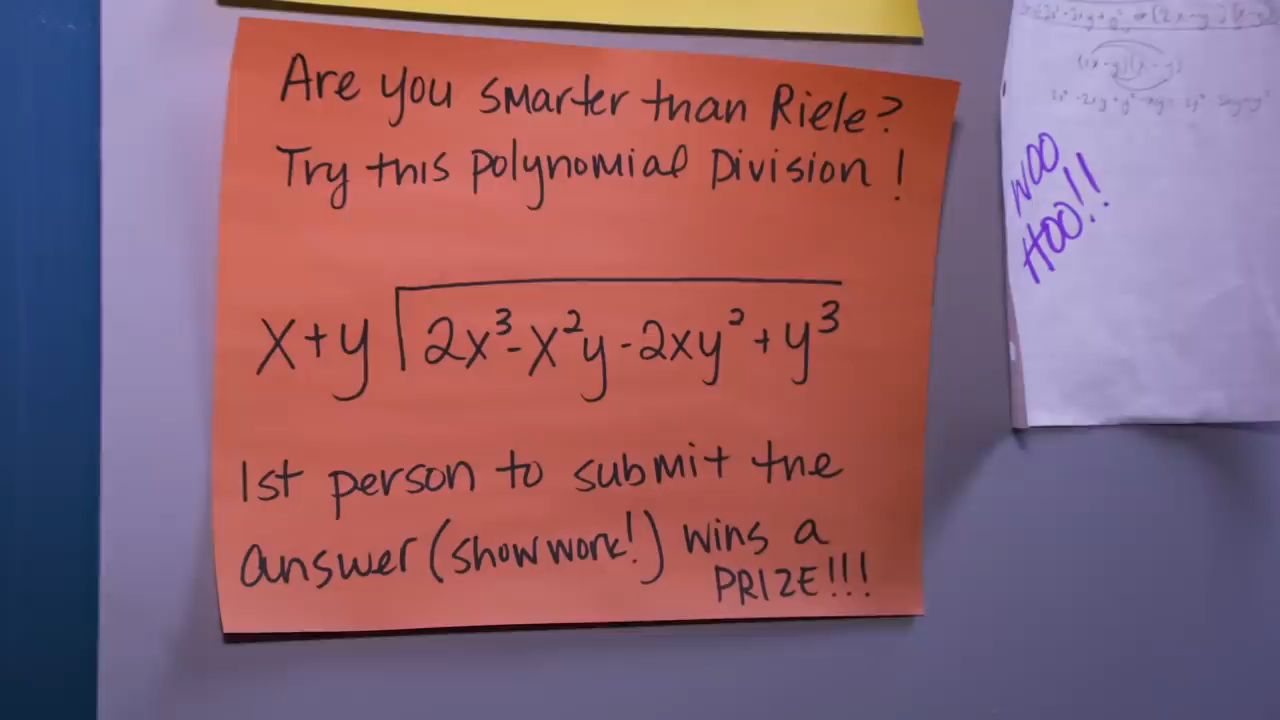 Are you smarter than Riele?
Try this polynomial Division!
x+y 2x³-x²y-2xy²+y³
1st person to submit the
answer (show work!) wins a
PRIZE!!!
WOO
HOO!!